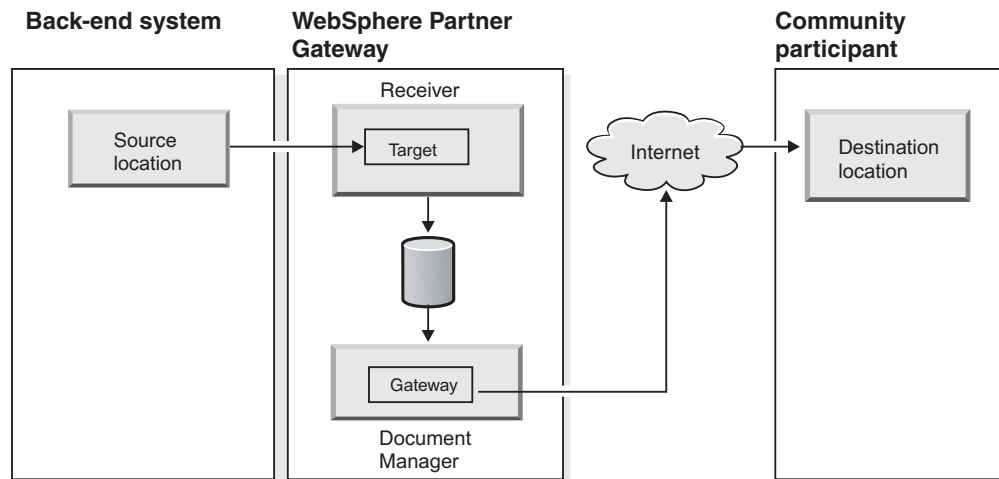 Back-end system
WebSphere Partner
Gateway
Community
participant
Receiver
Source
location
Target
Internet
Destination
location
Gateway
Document
Manager